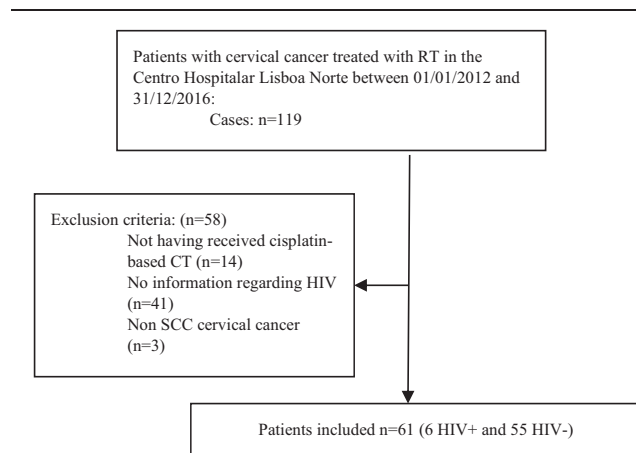 Patients with cervical cancer treated with RT in the
Centro Hospitalar Lisboa Norte between 01/01/2012 and
31/12/2016:
Cases: n=119
Exclusion criteria: (n=58)
Not having received cisplatin-
based CT (n=14)
No information regarding HIV
(n=41)
Non SCC cervical cancer
(n=3)
Patients included n=61 (6 HIV+ and 55 HIV-)